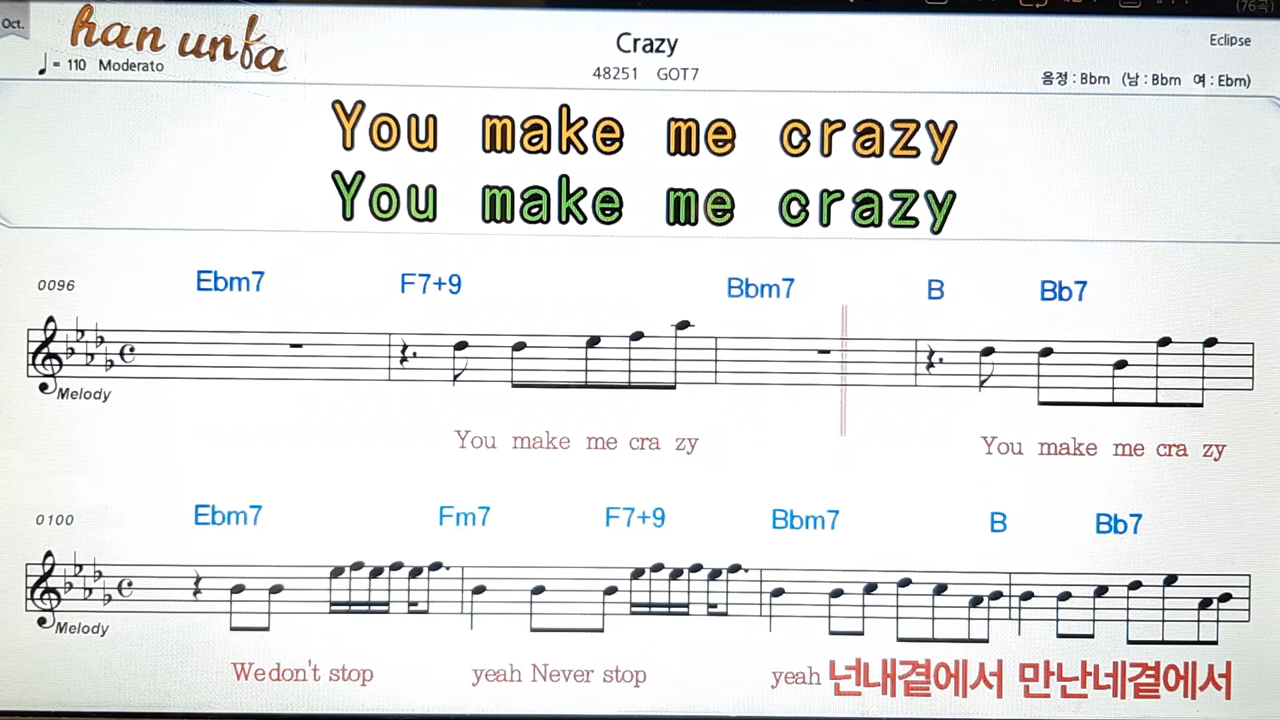 (76곡)
Oct.
han unfa
Crazy
Eclipse
♩= 110 Moderato
48251 GOT7
음정 : Bbm (남 : Bbm 여 : Ebm)
You make me crazy
You make me crazy
0096 Ebm7 F7+9 Bbm7 B Bb7
Melody
You make me cra zy You make me cra zy
0100 Ebm7 Fm7 F7+9 Bbm7 B Bb7
Melody
We don't stop yeah Never stop yeah 넌내곁에서 만난네곁에서